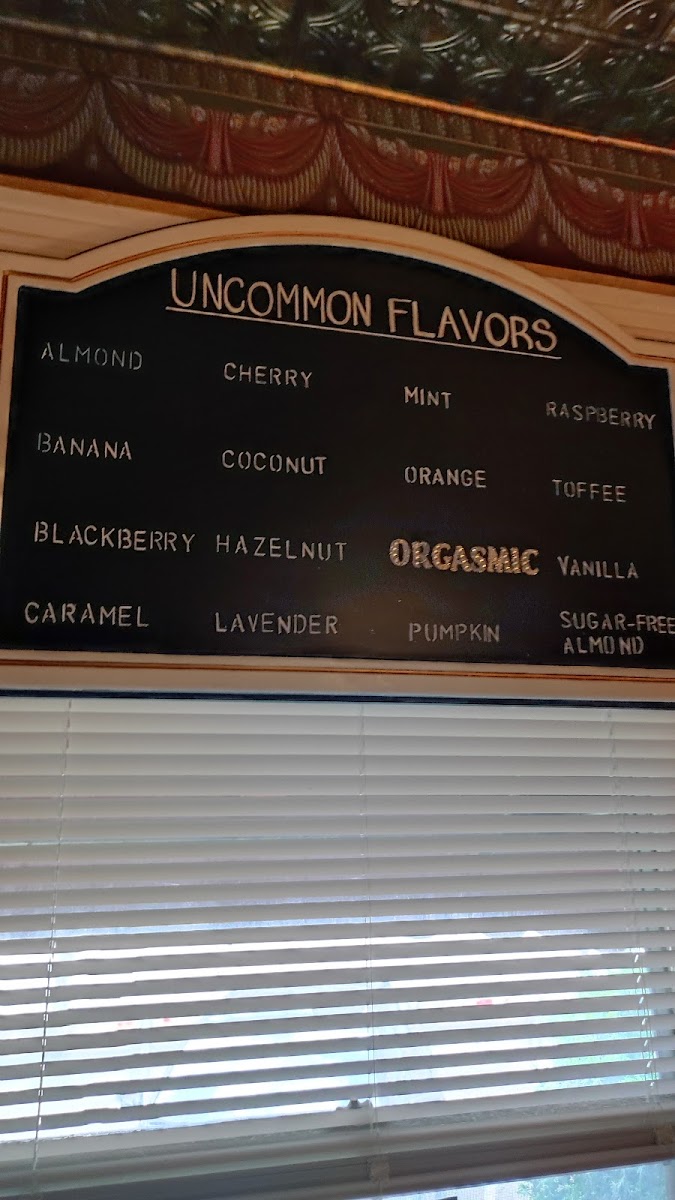 UNCOMMON FLAVORS
ALMOND
CHERRY
MINT
RASPBERRY
BANANA
COCONUT
ORANGE
TOFFEE
BLACKBERRY
HAZELNUT
ORGASMIC
VANILLA
CARAMEL
LAVENDER
PUMPKIN
SUGAR-FREE
ALMOND